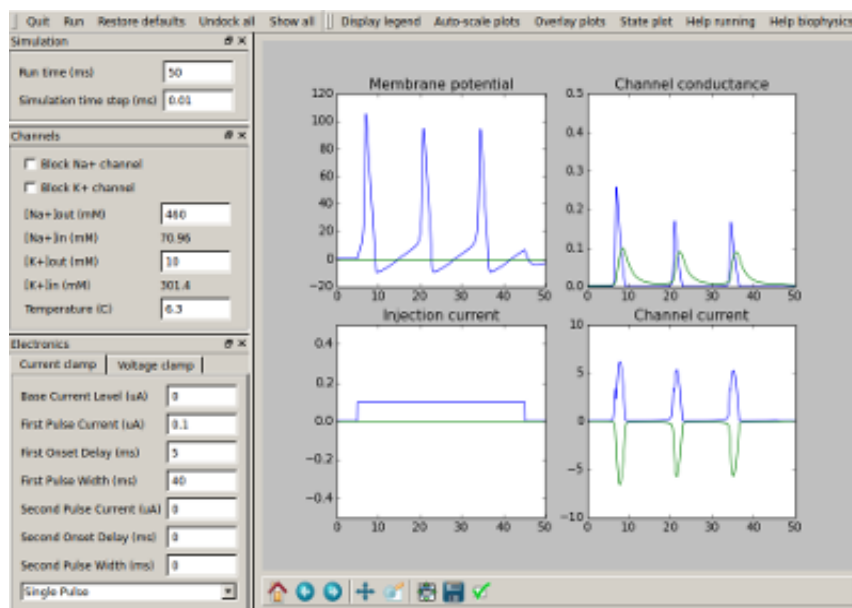 Quit Run Restore defaults Undock all Show all Display legend Auto-scale plots Overlay plots State plot Help running Help biophysics
Simulation
Run time (ms) 50
Simulation time step (ms) 0.01
Channels
Block Na+ channel
Block K+ channel
[Na+]out (mM) 460
[Na+]in (mM) 70.96
[K+]out (mM) 10
[K+]in (mM) 301.4
Temperature (C) 6.3
Electronics
Current clamp Voltage clamp
Base Current Level (uA) 0
First Pulse Current (uA) 0.1
First Onset Delay (ms) 5
First Pulse Width (ms) 40
Second Pulse Current (uA) 0
Second Onset Delay (ms) 0
Second Pulse Width (ms) 0
Single Pulse
Membrane potential
120
100
80
60
40
20
0
−20
0 10 20 30 40 50
Channel conductance
0.5
0.4
0.3
0.2
0.1
0.0
0 10 20 30 40 50
Injection current
0.4
0.2
0.0
−0.2
−0.4
0 10 20 30 40 50
Channel current
10
5
0
−5
−10
0 10 20 30 40 50